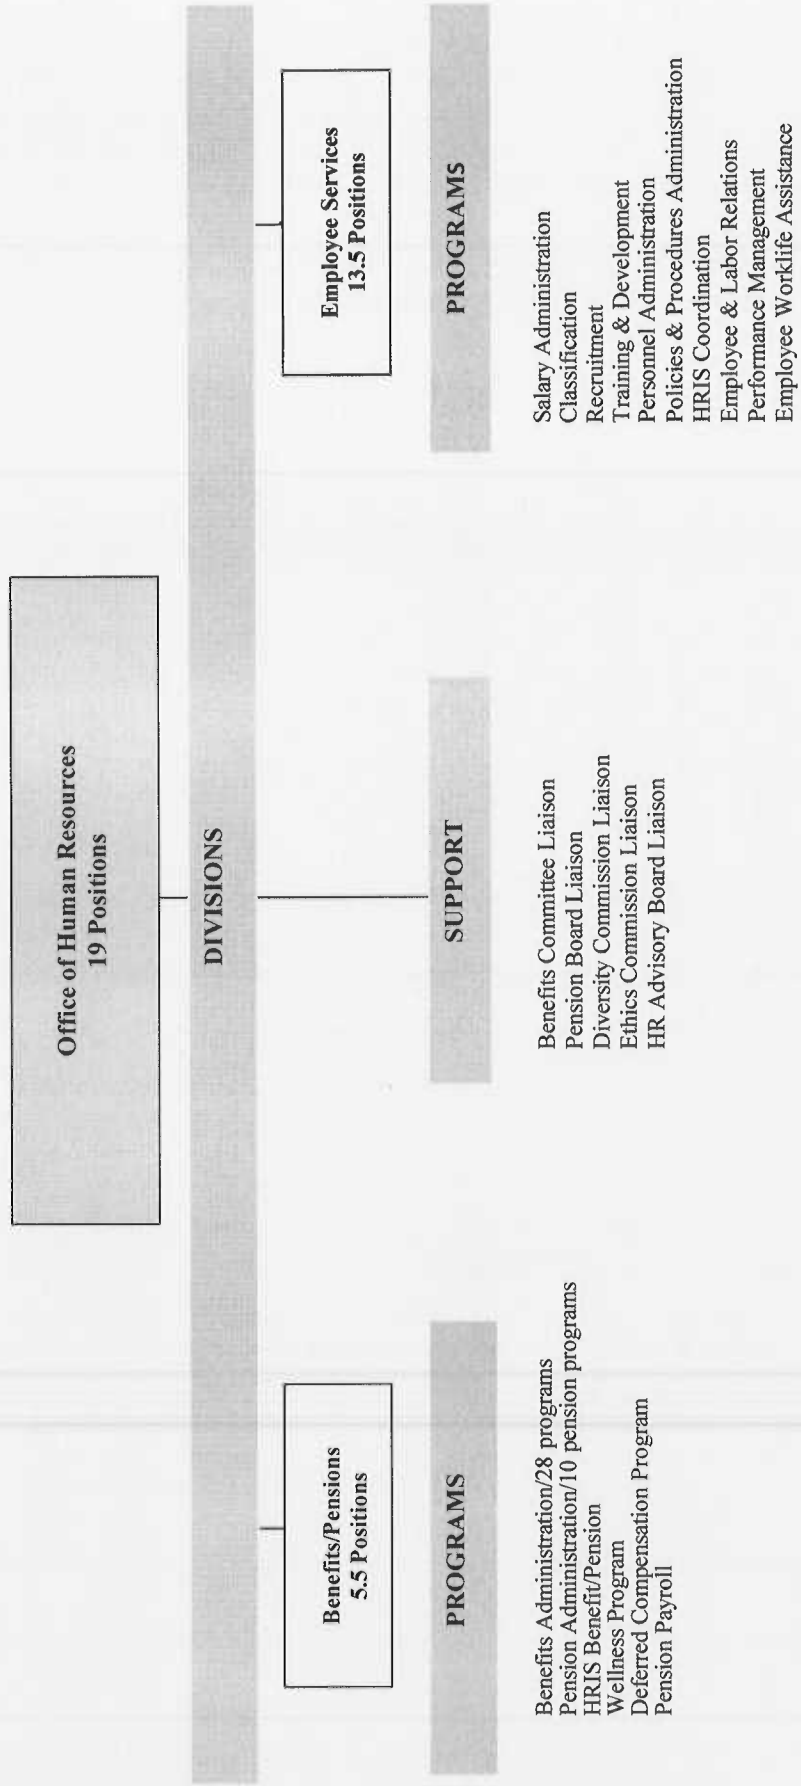 Office of Human Resources
19 Positions
DIVISIONS
Benefits/Pensions
5.5 Positions
PROGRAMS
Benefits Administration/28 programs
Pension Administration/10 pension programs
HRIS Benefit/Pension
Wellness Program
Deferred Compensation Program
Pension Payroll
SUPPORT
Benefits Committee Liaison
Pension Board Liaison
Diversity Commission Liaison
Ethics Commission Liaison
HR Advisory Board Liaison
Employee Services
13.5 Positions
PROGRAMS
Salary Administration
Classification
Recruitment
Training & Development
Personnel Administration
Policies & Procedures Administration
HRIS Coordination
Employee & Labor Relations
Performance Management
Employee Worklife Assistance